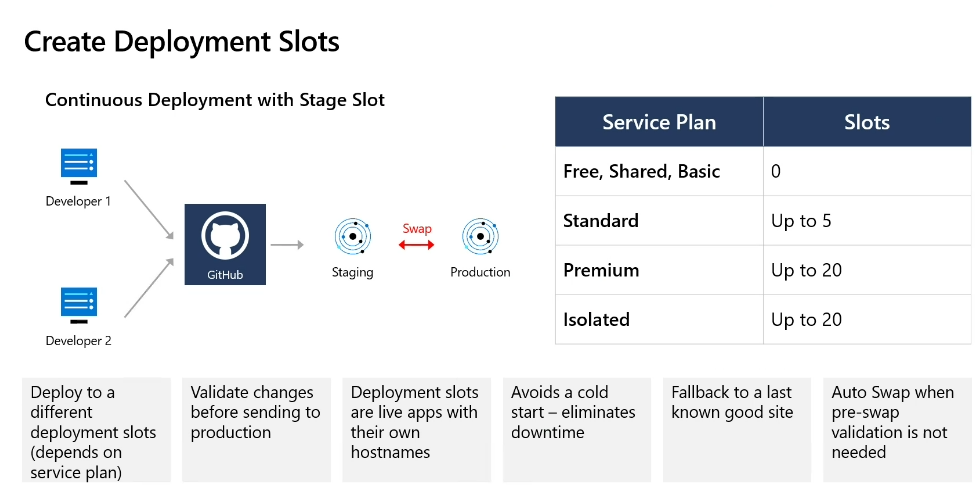 Create Deployment Slots
Continuous Deployment with Stage Slot
Developer 1
GitHub
Staging
Swap
Production
Developer 2
Service Plan Slots
Free, Shared, Basic 0
Standard Up to 5
Premium Up to 20
Isolated Up to 20
Deploy to a
different
deployment slots
(depends on
service plan)
Validate changes
before sending to
production
Deployment slots
are live apps with
their own
hostnames
Avoids a cold
start – eliminates
downtime
Fallback to a last
known good site
Auto Swap when
pre-swap
validation is not
needed